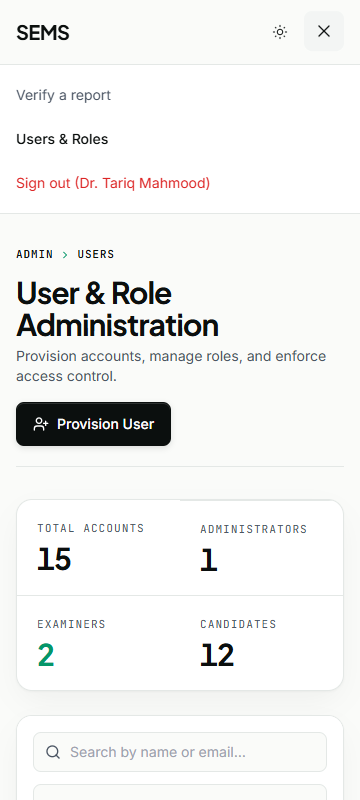 SEMS
Verify a report
Users & Roles
Sign out (Dr. Tariq Mahmood)
ADMIN > USERS
User & Role
Administration
Provision accounts, manage roles, and enforce
access control.
Provision User
TOTAL ACCOUNTS
15
ADMINISTRATORS
1
EXAMINERS
2
CANDIDATES
12
Search by name or email...